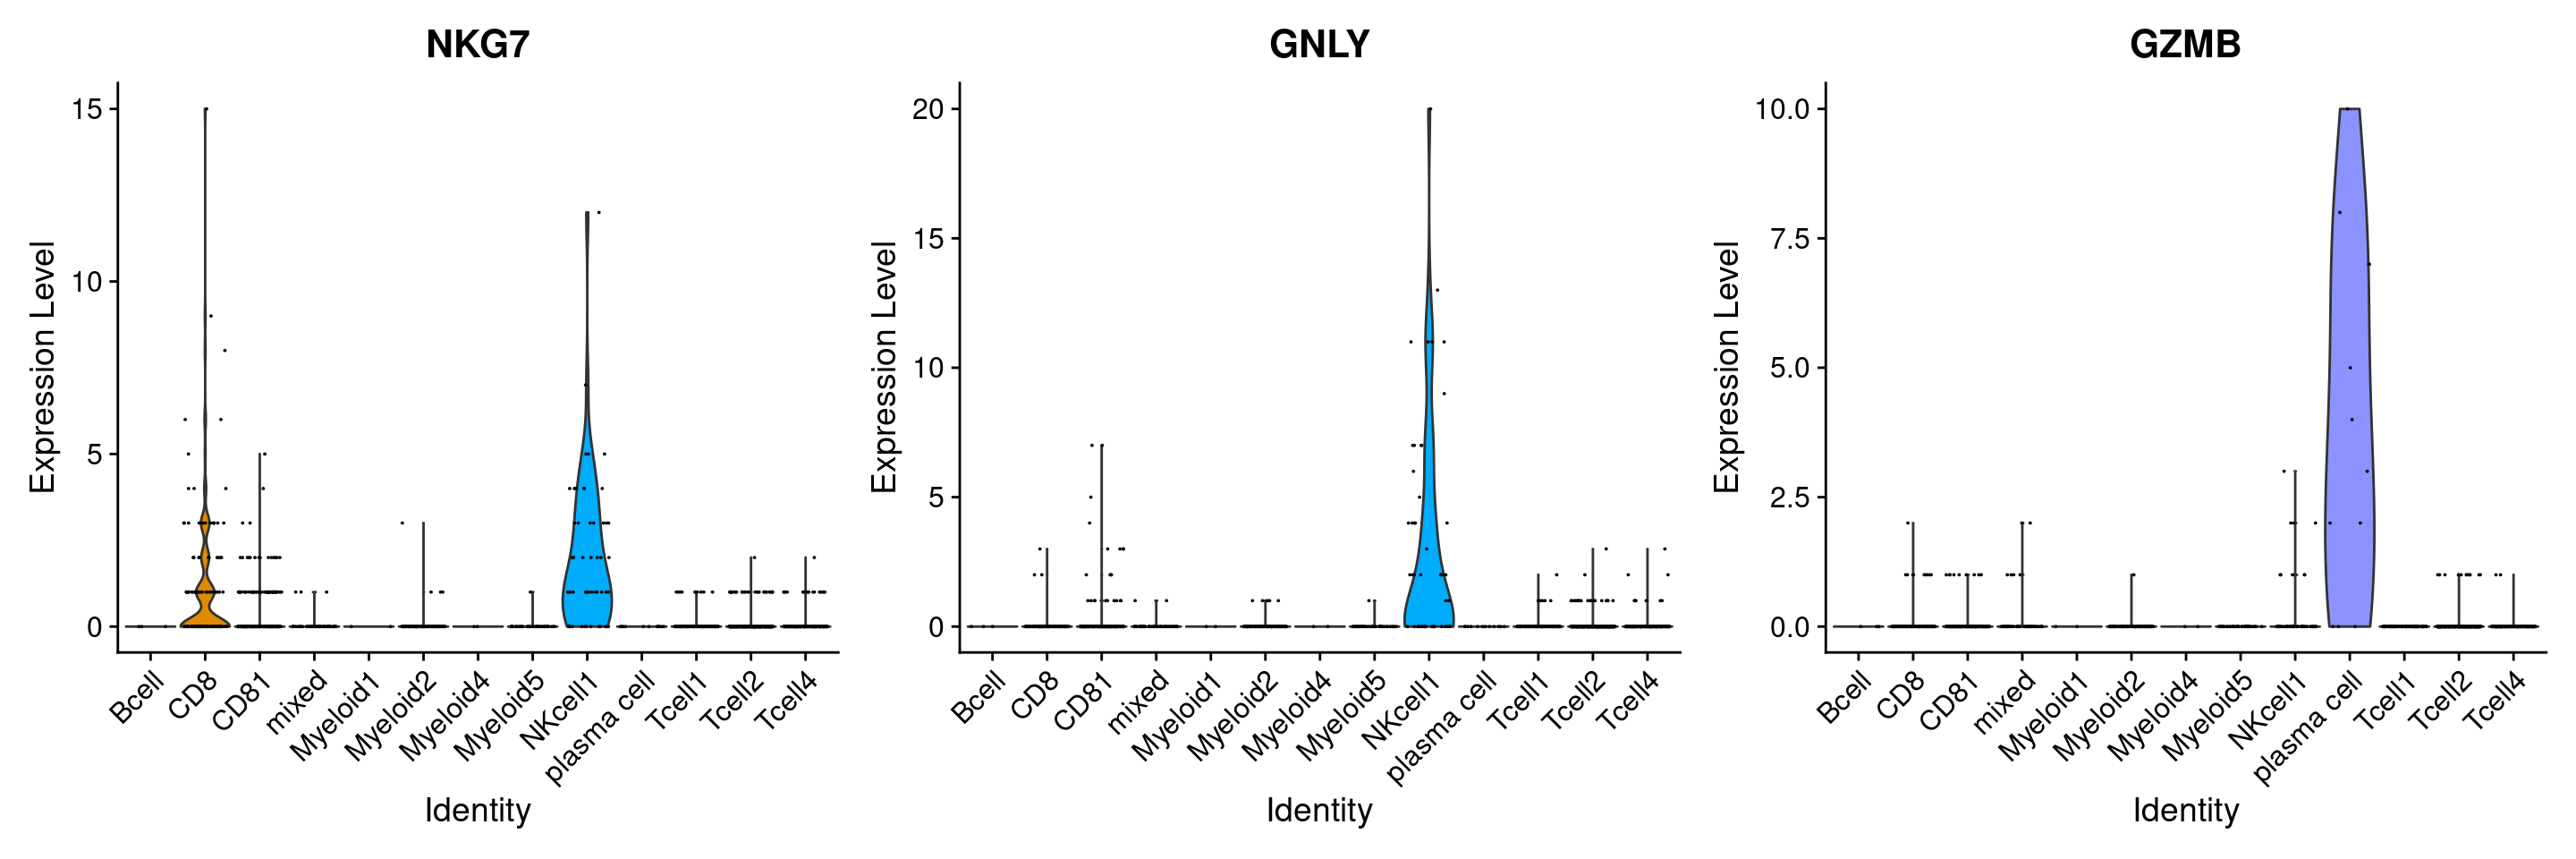 NKG7
GNLY
GZMB
Expression Level
15
10
5
0
Bcell
CD8
CD81
mixed
Myeloid1
Myeloid2
Myeloid4
Myeloid5
NKcell1
plasma cell
Tcell1
Tcell2
Tcell4
Identity
Expression Level
20
15
10
5
0
Bcell
CD8
CD81
mixed
Myeloid1
Myeloid2
Myeloid4
Myeloid5
NKcell1
plasma cell
Tcell1
Tcell2
Tcell4
Identity
Expression Level
10.0
7.5
5.0
2.5
0.0
Bcell
CD8
CD81
mixed
Myeloid1
Myeloid2
Myeloid4
Myeloid5
NKcell1
plasma cell
Tcell1
Tcell2
Tcell4
Identity